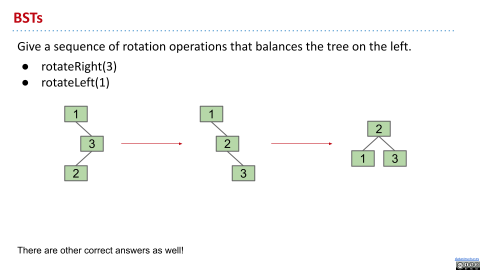 BSTs
Give a sequence of rotation operations that balances the tree on the left.
● rotateRight(3)
● rotateLeft(1)
1
3
2
1
2
3
2
1 3
There are other correct answers as well!